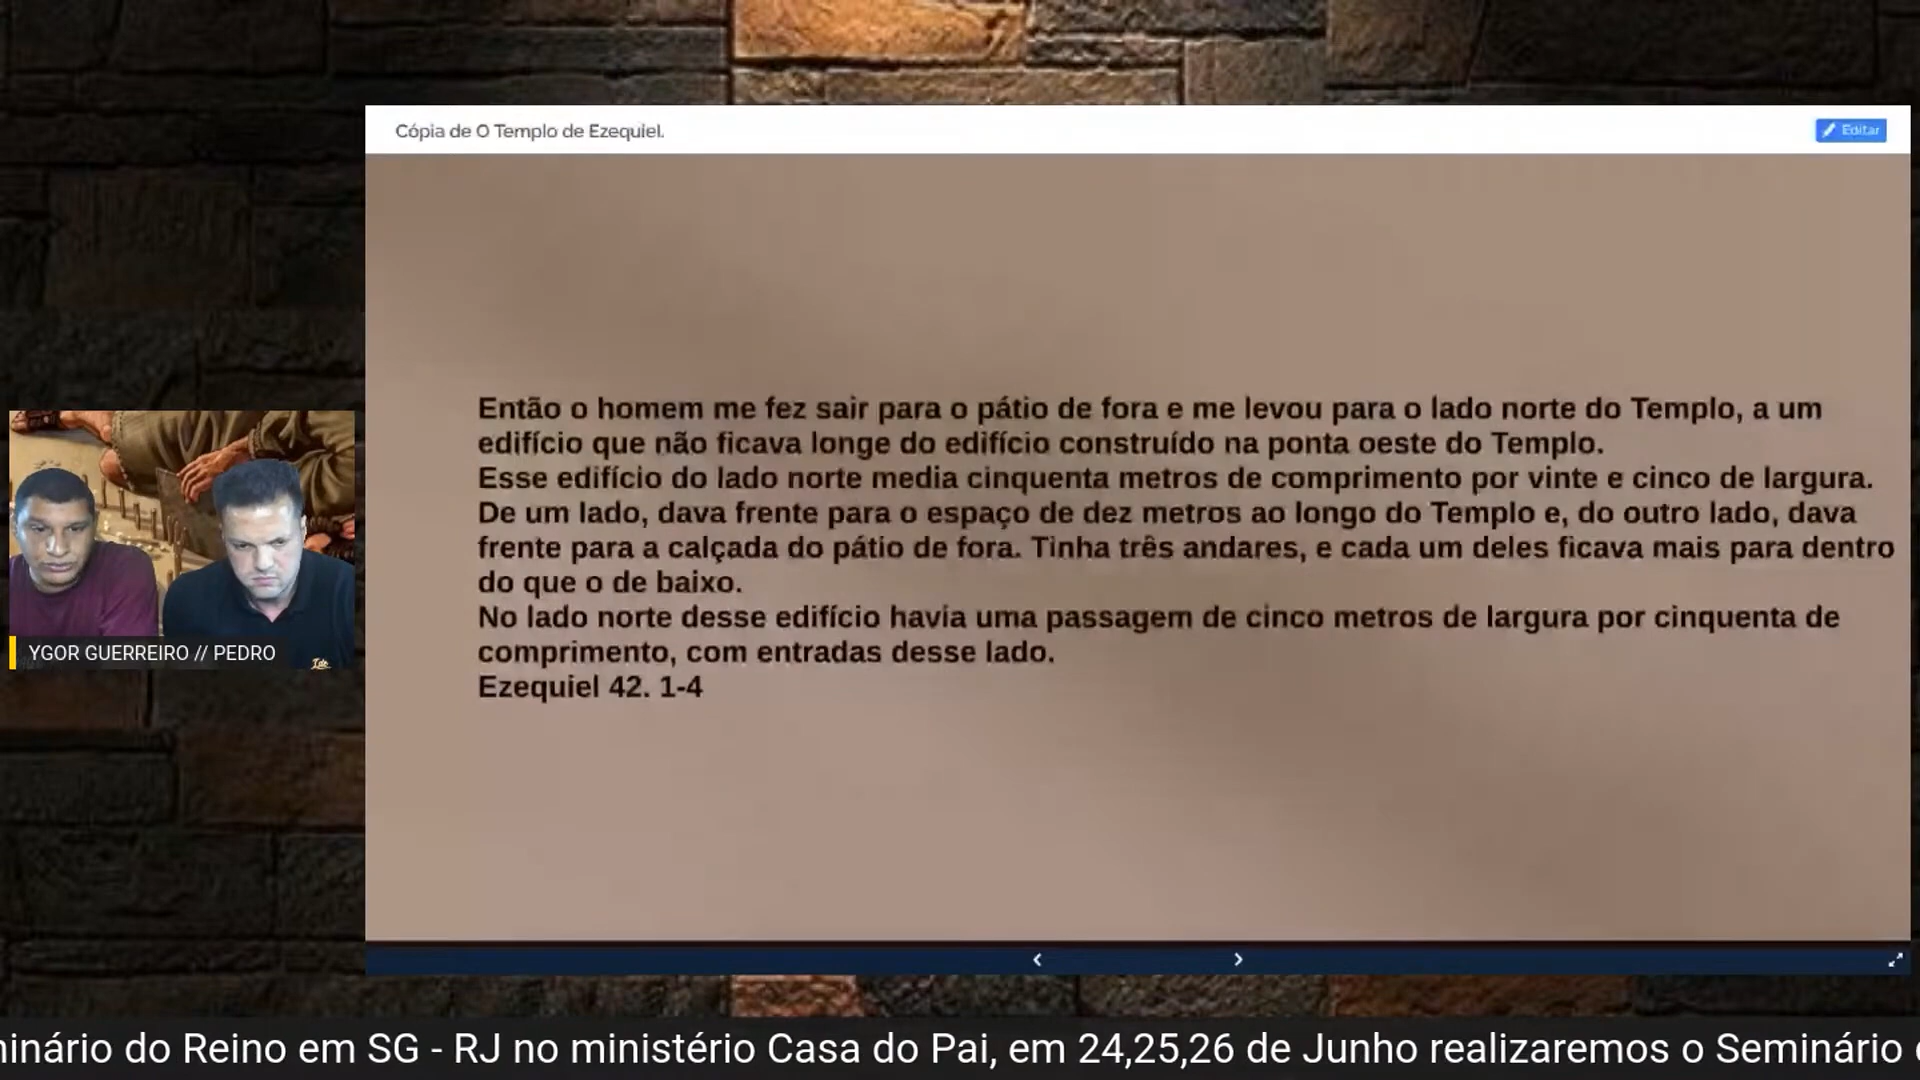 Cópia de O Templo de Ezequiel.
Editar
Então o homem me fez sair para o pátio de fora e me levou para o lado norte do Templo, a um
edifício que não ficava longe do edifício construído na ponta oeste do Templo.
Esse edifício do lado norte media cinquenta metros de comprimento por vinte e cinco de largura.
De um lado, dava frente para o espaço de dez metros ao longo do Templo e, do outro lado, dava
frente para a calçada do pátio de fora. Tinha três andares, e cada um deles ficava mais para dentro
do que o de baixo.
No lado norte desse edifício havia uma passagem de cinco metros de largura por cinquenta de
comprimento, com entradas desse lado.
Ezequiel 42. 1-4
YGOR GUERREIRO // PEDRO
inário do Reino em SG - RJ no ministério Casa do Pai, em 24,25,26 de Junho realizaremos o Seminário